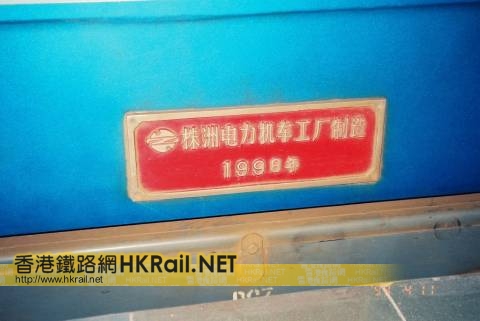 株洲电力机车工厂制造
1998年
香港鐵路網HKRail.NET
http://www.hkrail.net